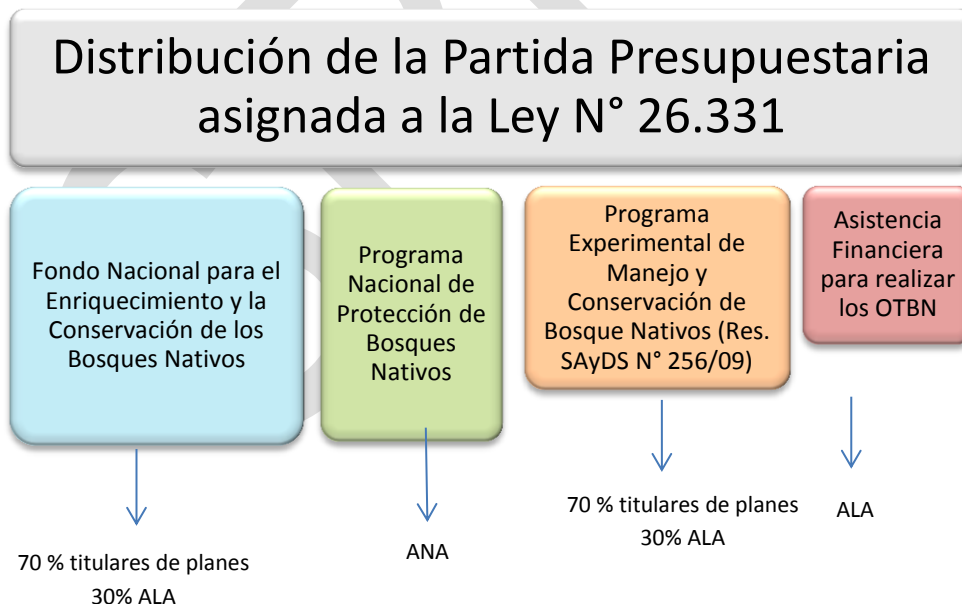 Distribución de la Partida Presupuestaria
asignada a la Ley N° 26.331
Fondo Nacional para el
Enriquecimiento y la
Conservación de los
Bosques Nativos
Programa
Nacional de
Protección de
Bosques
Nativos
Programa
Experimental de
Manejo y
Conservación de
Bosque Nativos (Res.
SAyDS N° 256/09)
Asistencia
Financiera
para realizar
los OTBN
70 % titulares de planes
30% ALA
ANA
70 % titulares de planes
30% ALA
ALA